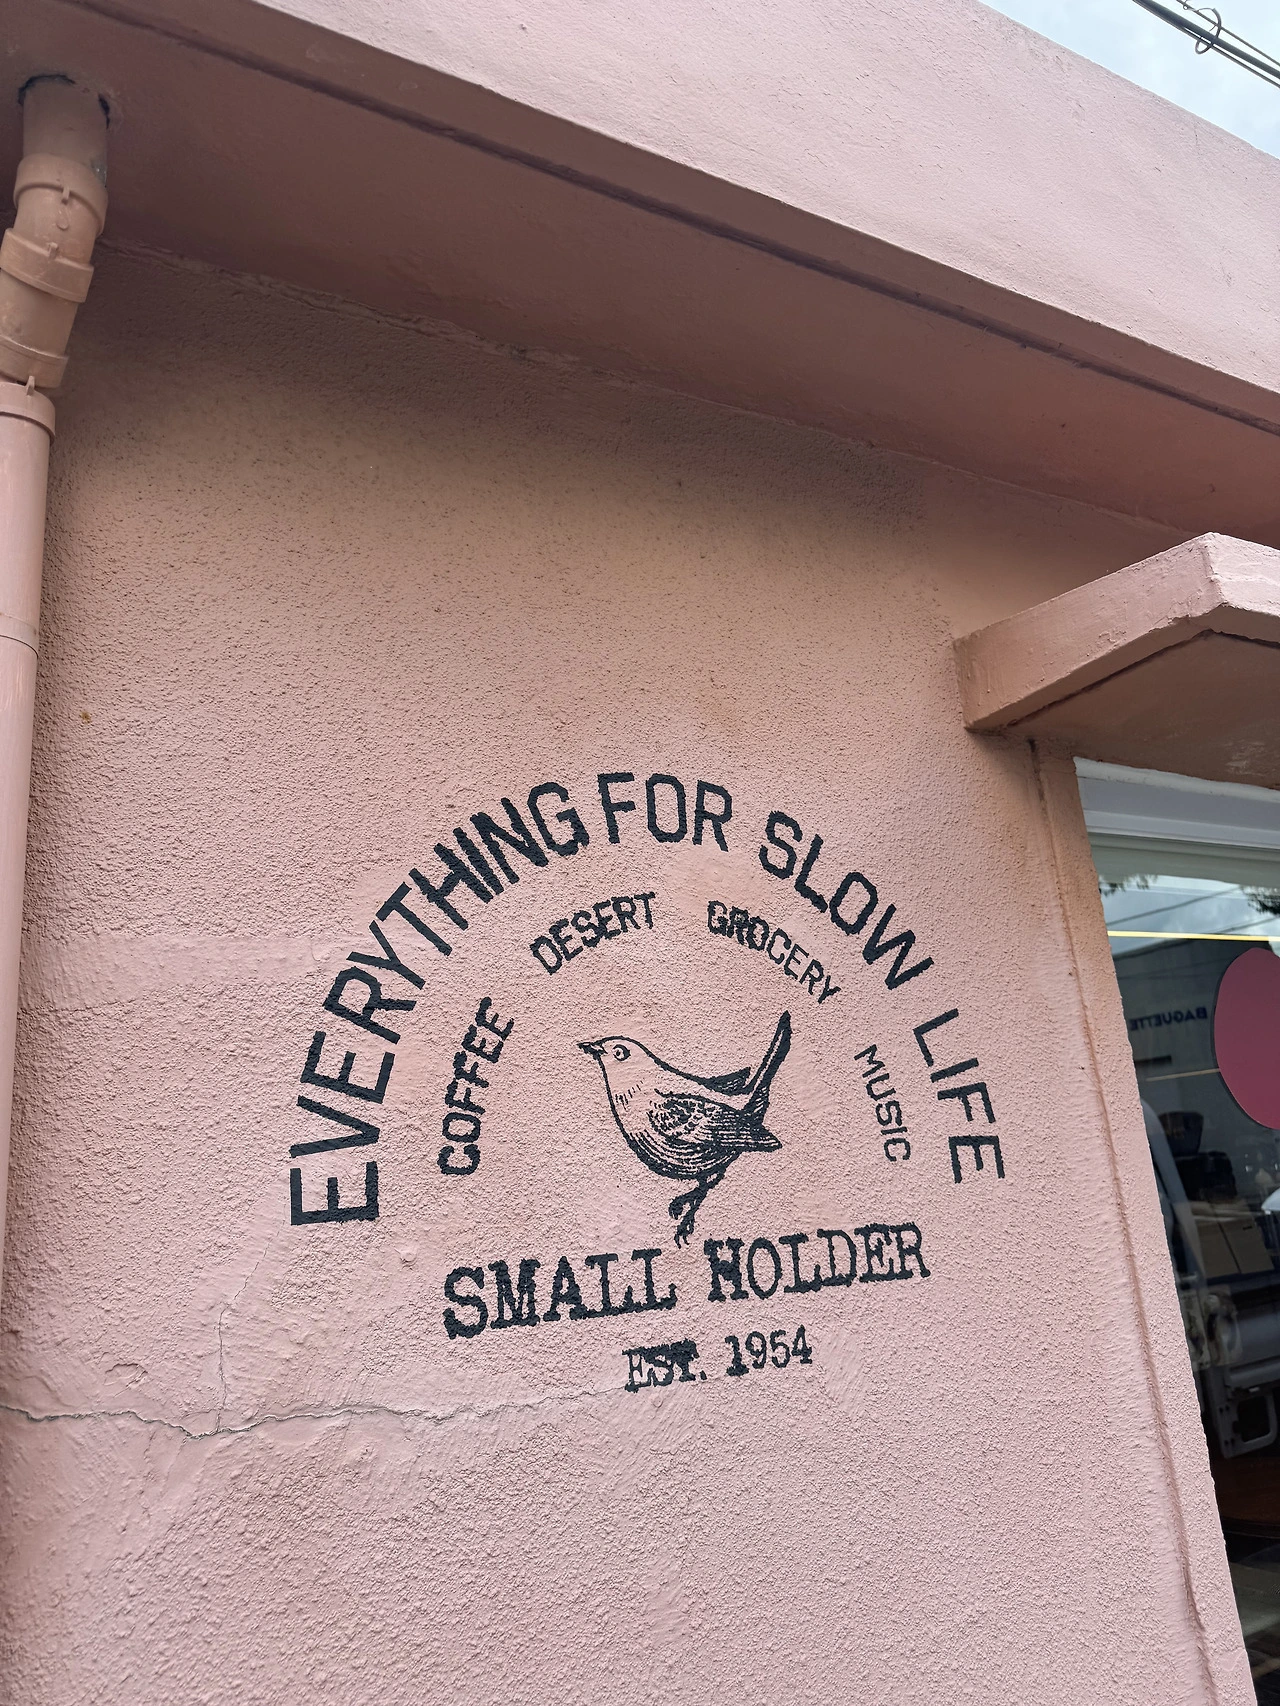 EVERYTHING FOR SLOW LIFE
COFFEE DESERT GROCERY MUSIC
SMALL HOLDER
EST. 1954
BAGUETTE